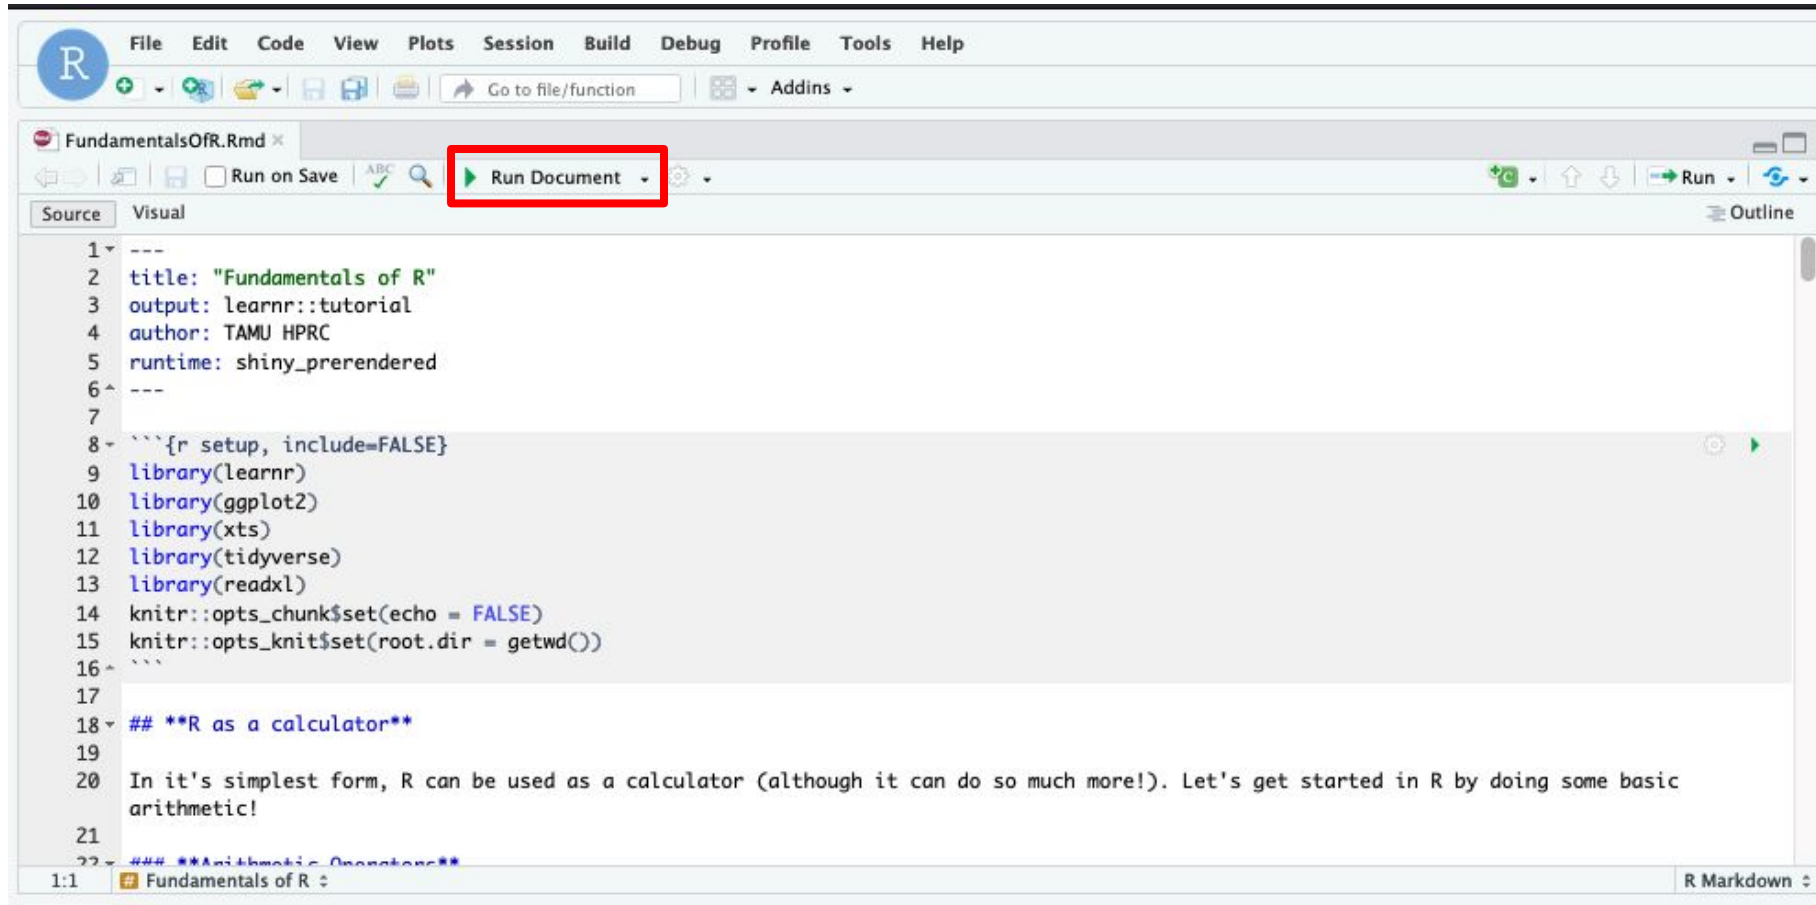 R
File Edit Code View Plots Session Build Debug Profile Tools Help
Go to file/function Addins
FundamentalsOfR.Rmd
Run on Save ABC Run Document Run
Source Visual Outline
1 ---
2 title: "Fundamentals of R"
3 output: learnr::tutorial
4 author: TAMU HPRC
5 runtime: shiny_prerendered
6 ---
7
8 ```{r setup, include=FALSE}
9 library(learnr)
10 library(ggplot2)
11 library(xts)
12 library(tidyverse)
13 library(readxl)
14 knitr::opts_chunk$set(echo = FALSE)
15 knitr::opts_knit$set(root.dir = getwd())
16 ```
17
18 ## **R as a calculator**
19
20 In it's simplest form, R can be used as a calculator (although it can do so much more!). Let's get started in R by doing some basic
arithmetic!
21
22 ### **Arithmetic Operators**
1:1 # Fundamentals of R R Markdown